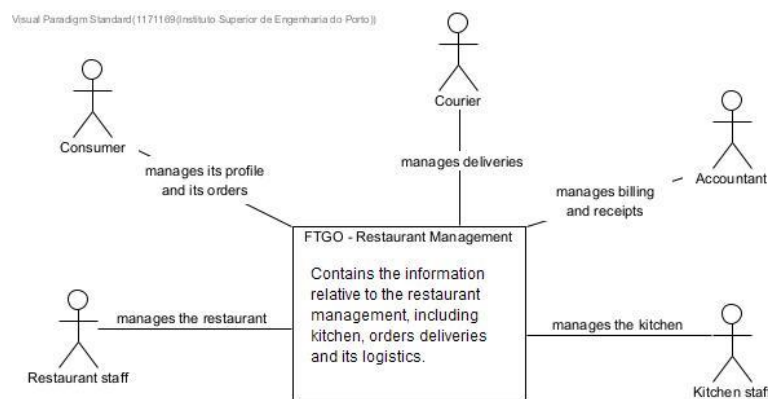 Visual Paradigm Standard(1171169(Instituto Superior de Engenharia do Porto))
Courier
Consumer
manages deliveries
Accountant
manages its profile
and its orders
manages billing
and receipts
FTGO - Restaurant Management
Contains the information
relative to the restaurant
management, including
kitchen, orders deliveries
and its logistics.
manages the restaurant
manages the kitchen
Restaurant staff
Kitchen staff